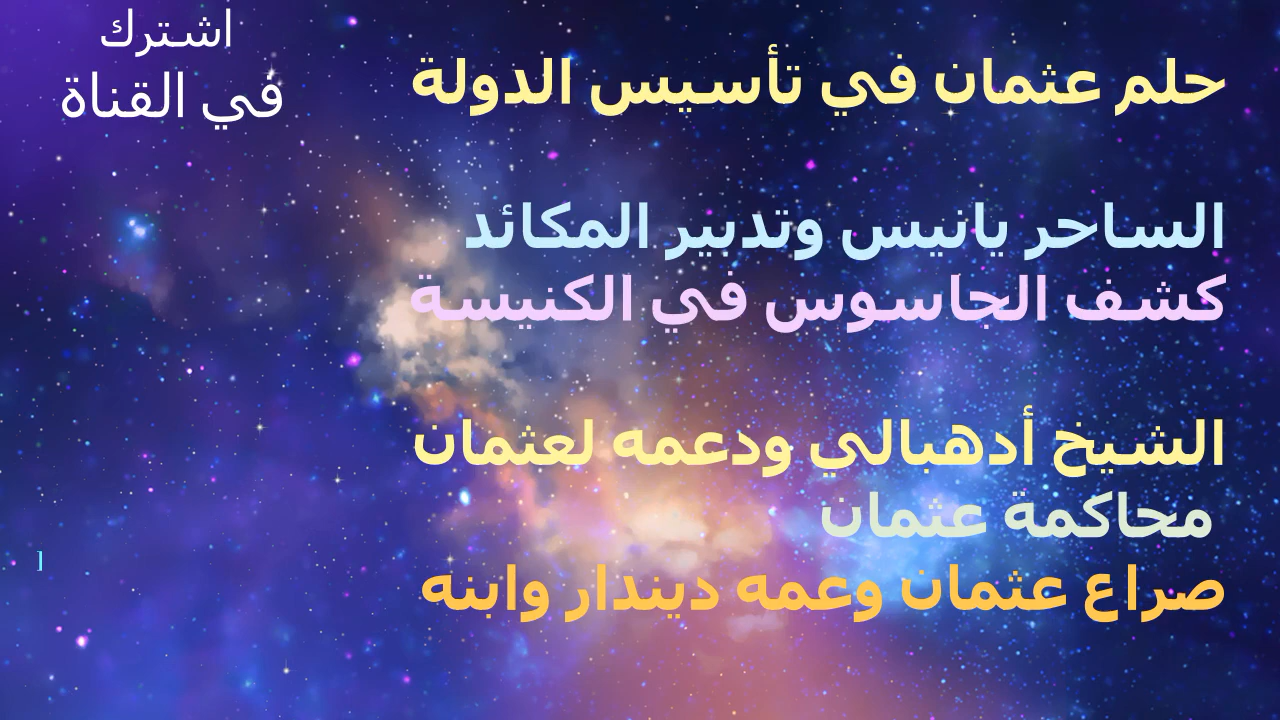 اشترك
في القناة
حلم عثمان في تأسيس الدولة
الساحر يانيس وتدبير المكائد
كشف الجاسوس في الكنيسة
الشيخ أدهبالي ودعمه لعثمان
محاكمة عثمان
صراع عثمان وعمه ديندار وابنه
]